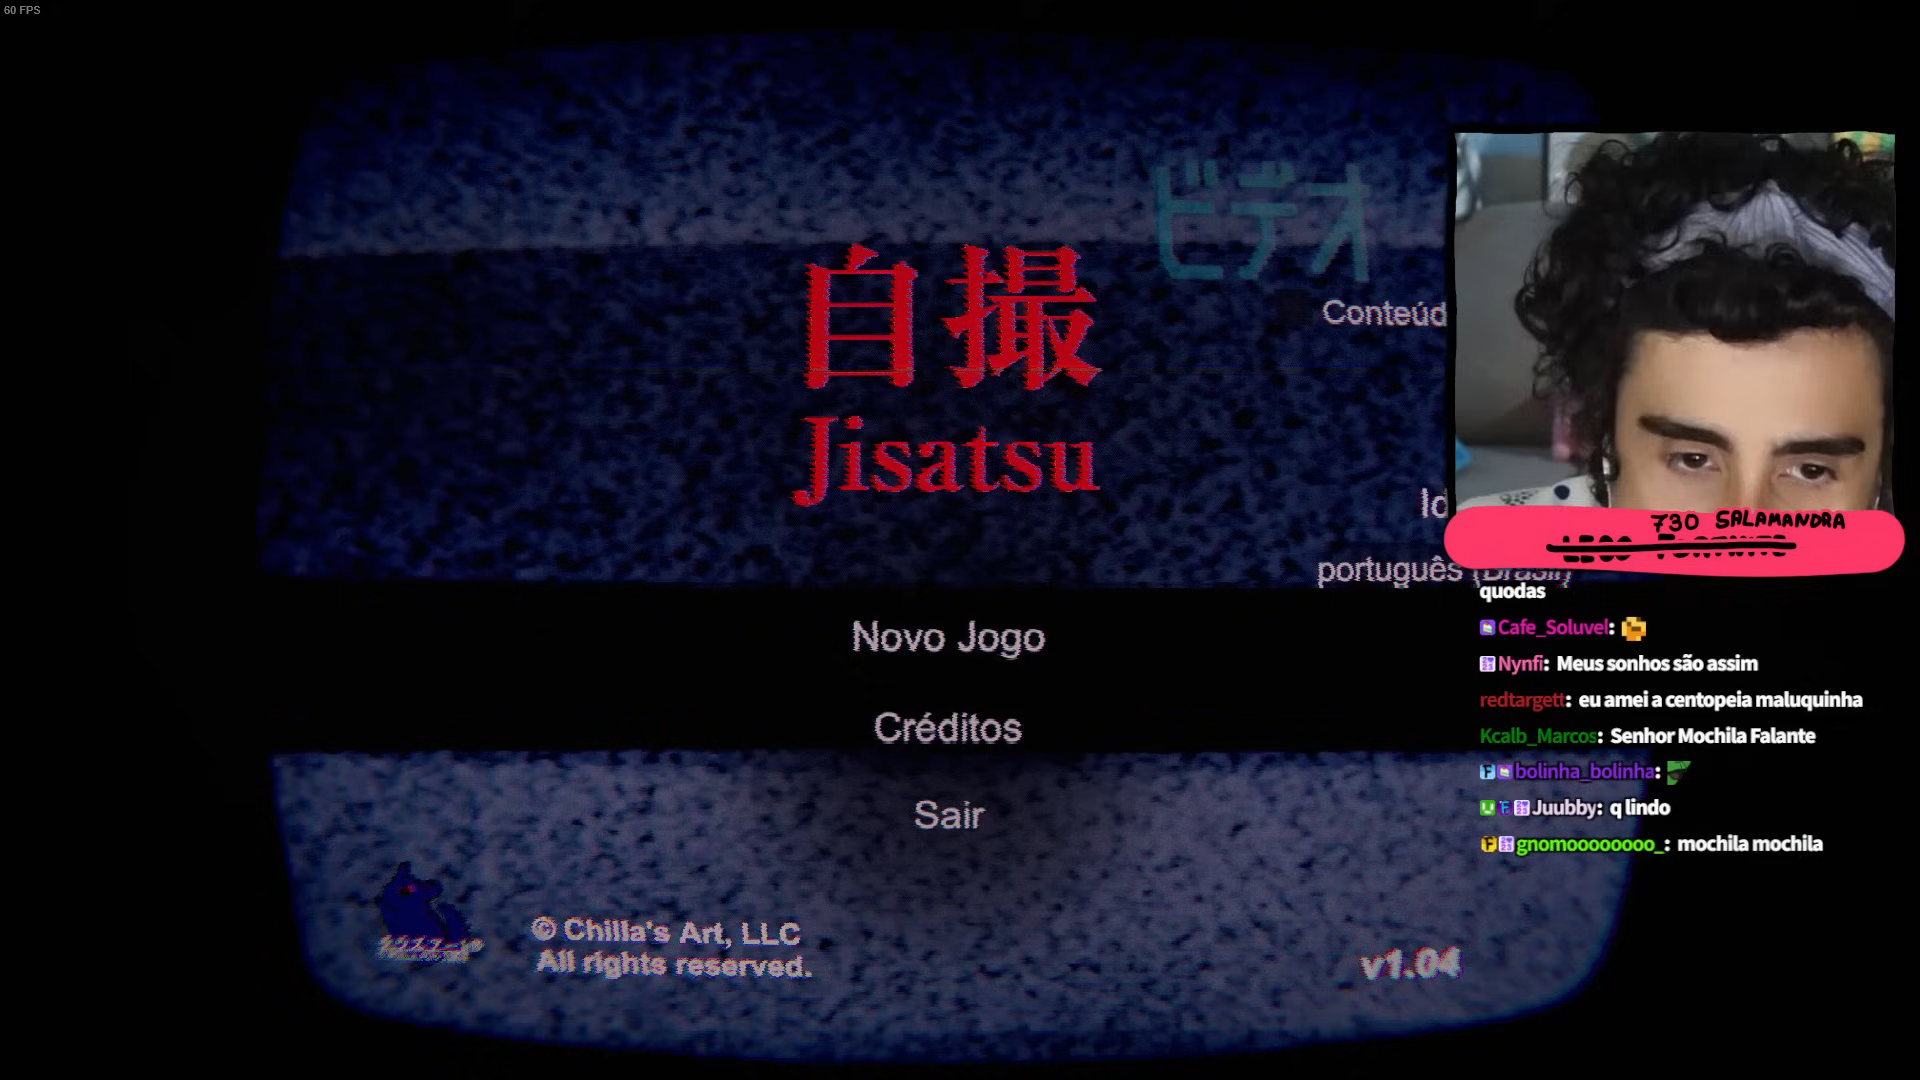 60 FPS
ビデオ
自撮
Conteúd
Jisatsu
Id
730 SALAMANDRA
português (Brasil)
quodas
Novo Jogo
Cafe_Soluvel:
Nynfi: Meus sonhos são assim
redtargett: eu amei a centopeia maluquinha
Créditos
Kcalb_Marcos: Senhor Mochila Falante
bolinha_bolinha:
Sair
Juubby: q lindo
gnomoooooooo_: mochila mochila
© Chilla's Art, LLC
All rights reserved.
v1.04